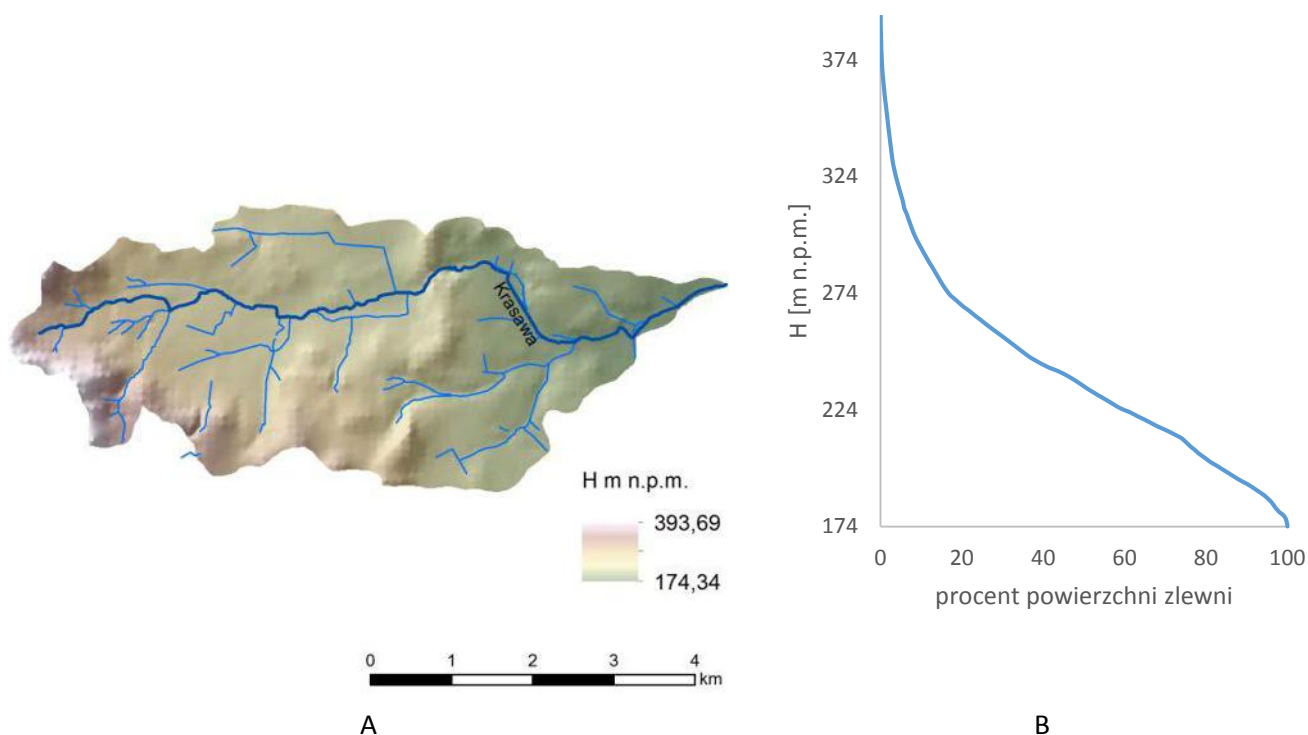 Krasawa
H m n.p.m.
393,69
174,34
0 1 2 3 4
km
A
H [m n.p.m.]
374
324
274
224
174
0 20 40 60 80 100
procent powierzchni zlewni
B